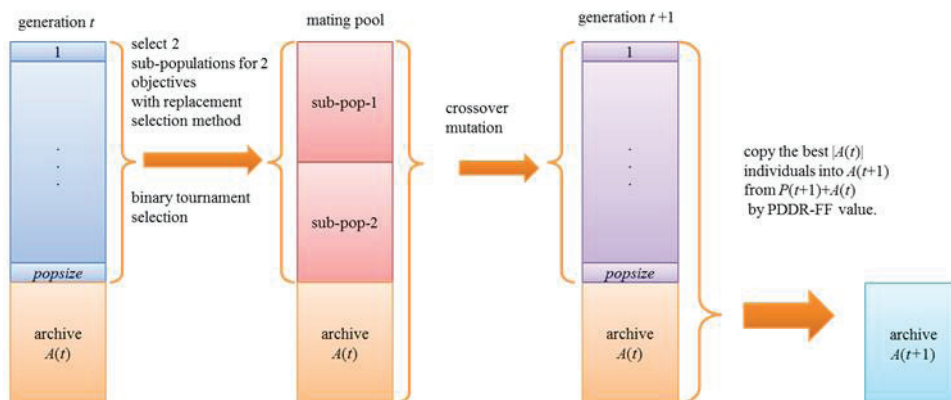 generation t
1
.
.
.
popsize
archive
A(t)
select 2
sub-populations for 2
objectives
with replacement
selection method
binary tournament
selection
mating pool
sub-pop-1
sub-pop-2
archive
A(t)
crossover
mutation
generation t+1
1
.
.
.
popsize
archive
A(t)
copy the best |A(t)|
individuals into A(t+1)
from P(t+1)+A(t)
by PDDR-FF value.
archive
A(t+1)